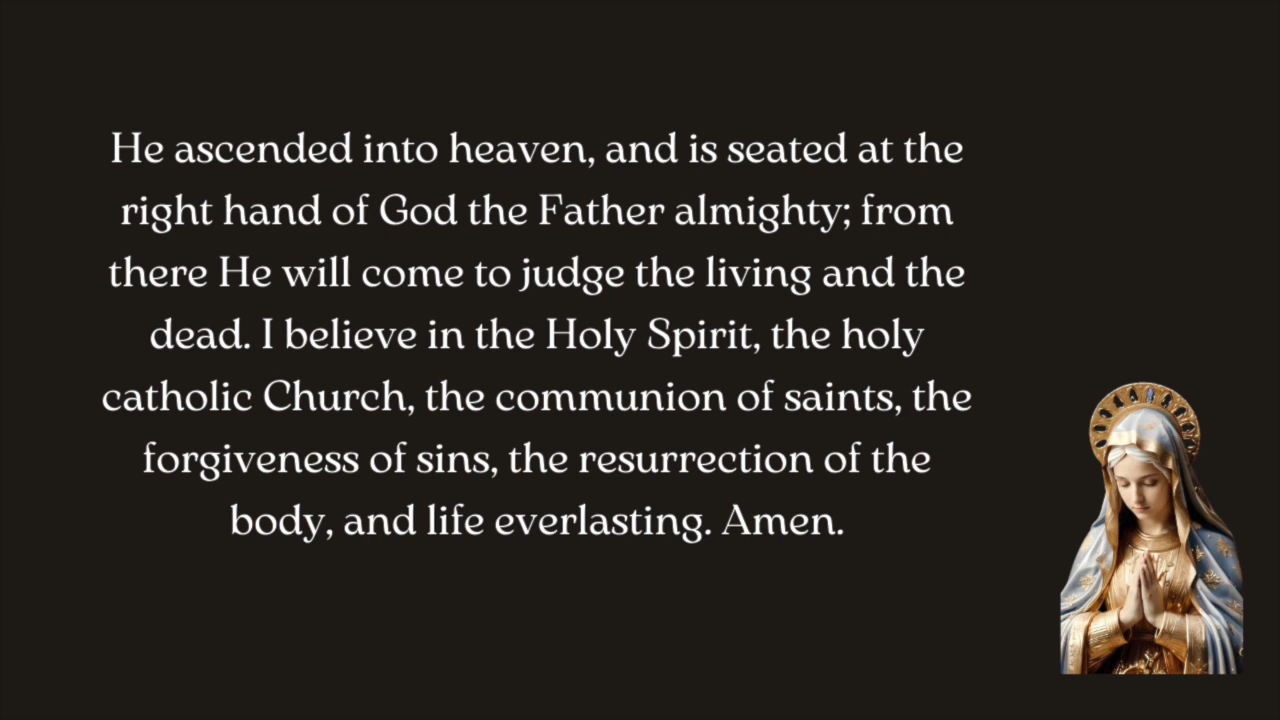 He ascended into heaven, and is seated at the
right hand of God the Father almighty; from
there He will come to judge the living and the
dead. I believe in the Holy Spirit, the holy
catholic Church, the communion of saints, the
forgiveness of sins, the resurrection of the
body, and life everlasting. Amen.